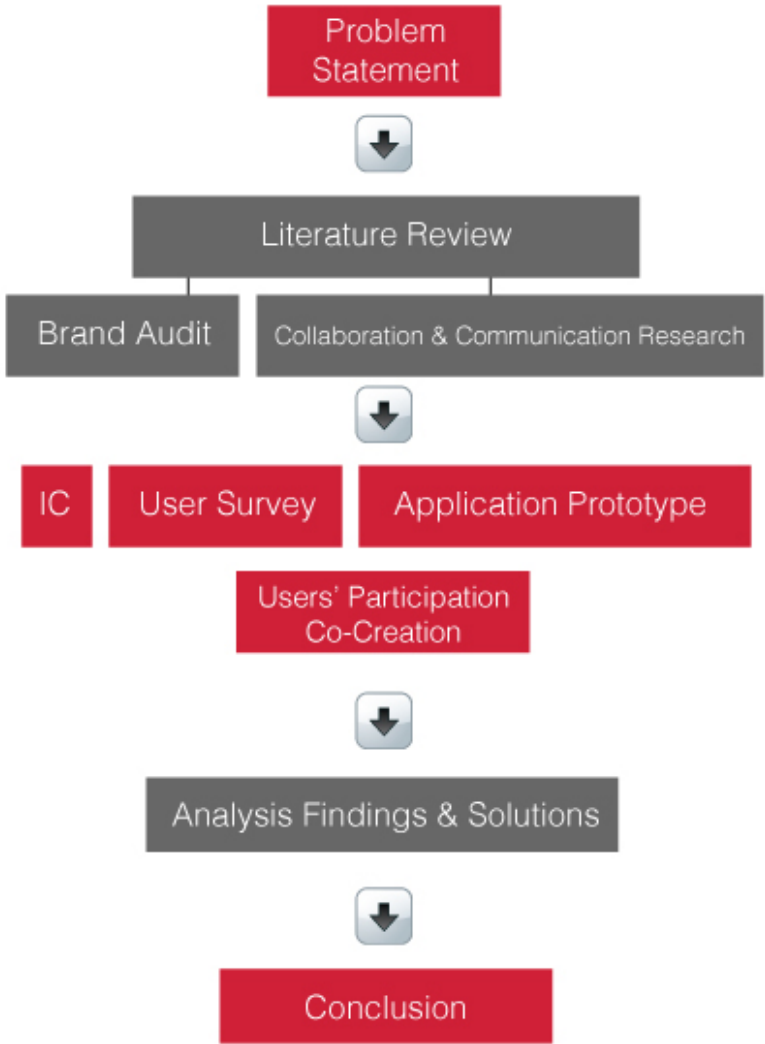 Problem
Statement
Literature Review
Brand Audit
Collaboration & Communication Research
IC
User Survey
Application Prototype
Users’ Participation
Co-Creation
Analysis Findings & Solutions
Conclusion